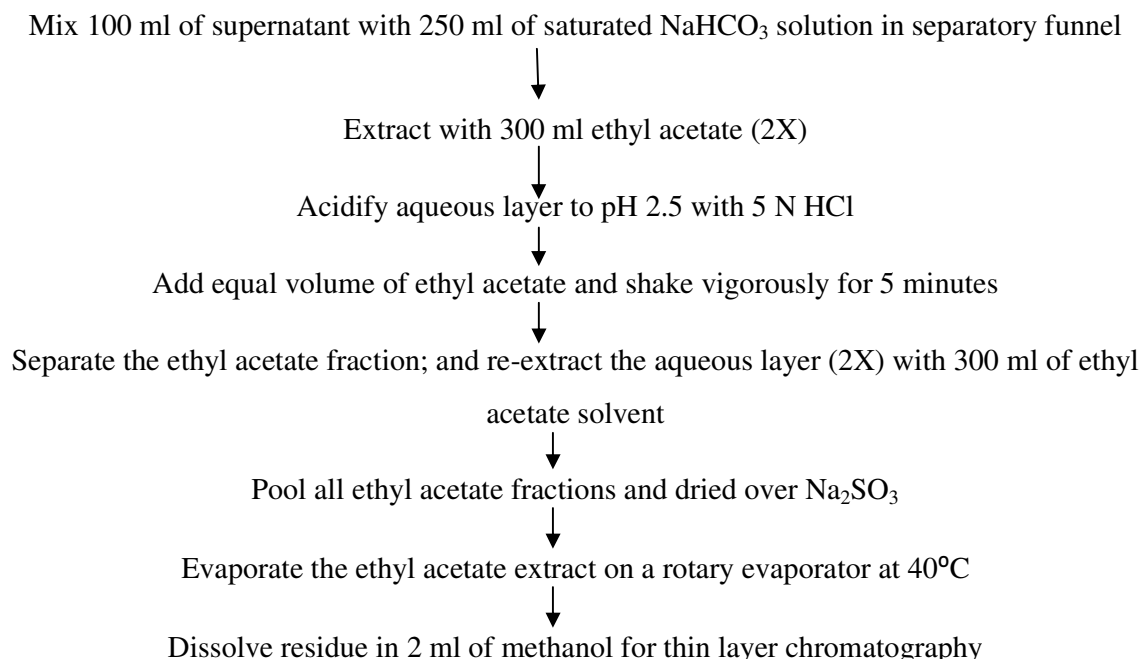 Mix 100 ml of supernatant with 250 ml of saturated NaHCO₃ solution in separatory funnel
Extract with 300 ml ethyl acetate (2X)
Acidify aqueous layer to pH 2.5 with 5 N HCl
Add equal volume of ethyl acetate and shake vigorously for 5 minutes
Separate the ethyl acetate fraction; and re-extract the aqueous layer (2X) with 300 ml of ethyl
acetate solvent
Pool all ethyl acetate fractions and dried over Na₂SO₃
Evaporate the ethyl acetate extract on a rotary evaporator at 40⁰C
Dissolve residue in 2 ml of methanol for thin layer chromatography